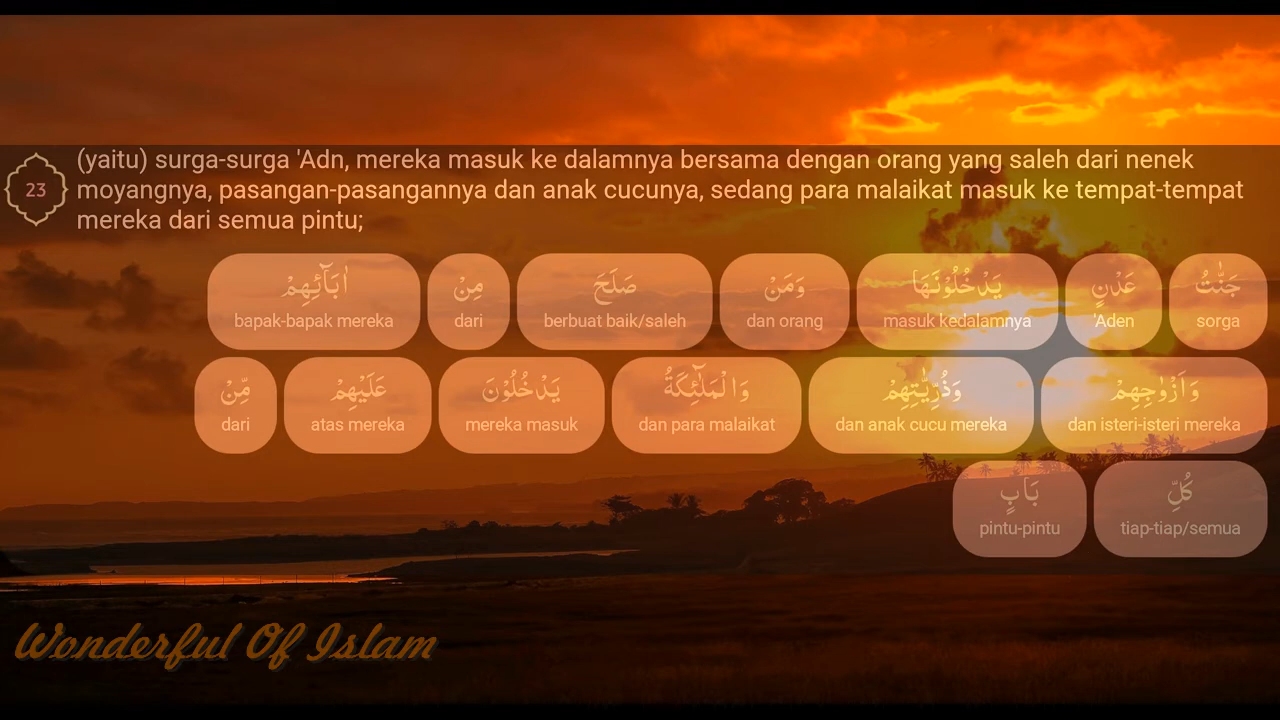 23
(yaitu) surga-surga 'Adn, mereka masuk ke dalamnya bersama dengan orang yang saleh dari nenek
moyangnya, pasangan-pasangannya dan anak cucunya, sedang para malaikat masuk ke tempat-tempat
mereka dari semua pintu;
جَنّٰتُ عَدْنٍ يَدْخُلُوْنَهَا وَمَنْ صَلَحَ مِنْ اٰبَاۤئِهِمْ
sorga 'Aden masuk kedalamnya dan orang berbuat baik/saleh dari bapak-bapak mereka
وَاَزْوٰجِهِمْ وَذُرِّيّٰتِهِمْ وَالْمَلٰۤئِكَةُ يَدْخُلُوْنَ عَلَيْهِمْ مِّنْ
dan isteri-isteri mereka dan anak cucu mereka dan para malaikat mereka masuk atas mereka dari
كُلِّ بَابٍ
tiap-tiap/semua pintu-pintu
Wonderful Of Islam